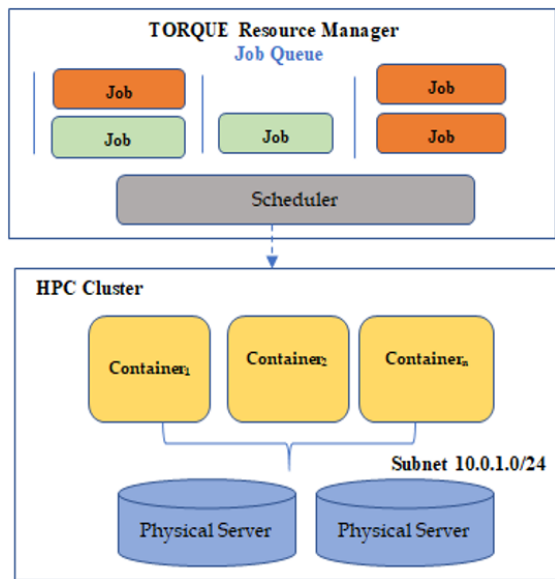 TORQUE Resource Manager
Job Queue
Job
Job
Job
Job
Job
Scheduler
HPC Cluster
Container₁
Container₂
Containerₙ
Subnet 10.0.1.0/24
Physical Server
Physical Server